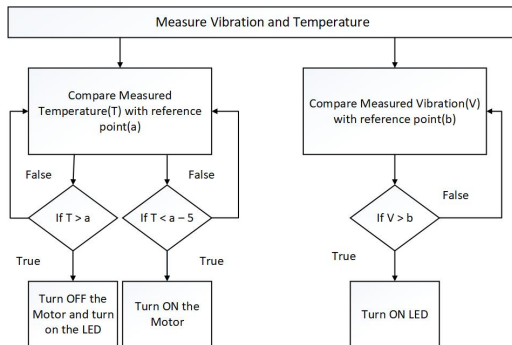 Measure Vibration and Temperature
Compare Measured
Temperature(T) with reference
point(a)
Compare Measured Vibration(V)
with reference point(b)
False
False
False
If T > a
If T < a – 5
If V > b
True
True
True
Turn OFF the
Motor and turn
on the LED
Turn ON the
Motor
Turn ON LED